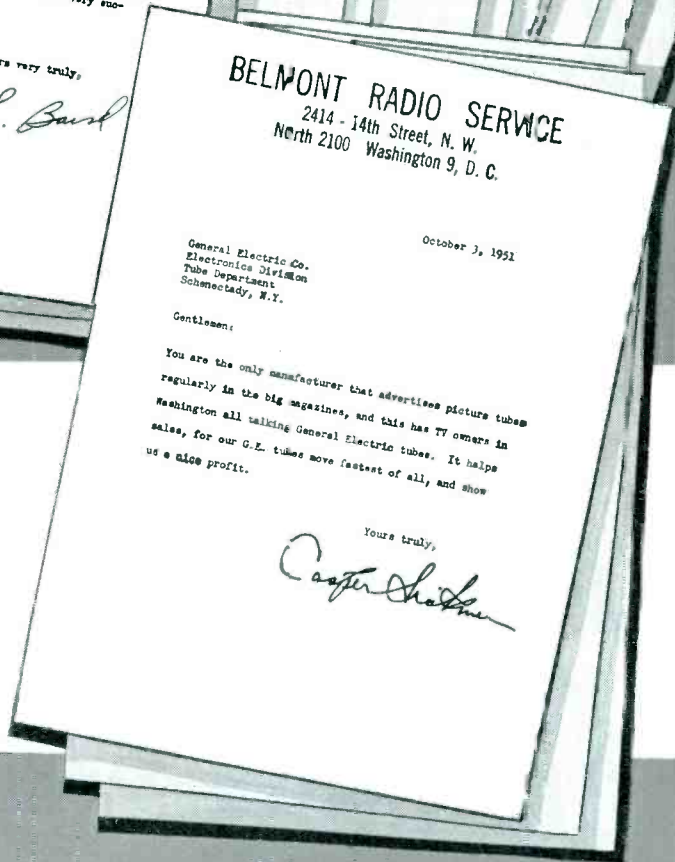 ery suc-
rs very truly,
BELMONT RADIO SERVICE
2414 - 14th Street, N. W.
North 2100 Washington 9, D. C.
October 3, 1951
General Electric Co.
Electronics Division
Tube Department
Schenectady, N.Y.
Gentlemen:
You are the only manufacturer that advertises picture tubes
regularly in the big magazines, and this has TV owners in
Washington all talking General Electric tubes. It helps
sales, for our G.E. tubes move fastest of all, and show
us a nice profit.
Yours truly,